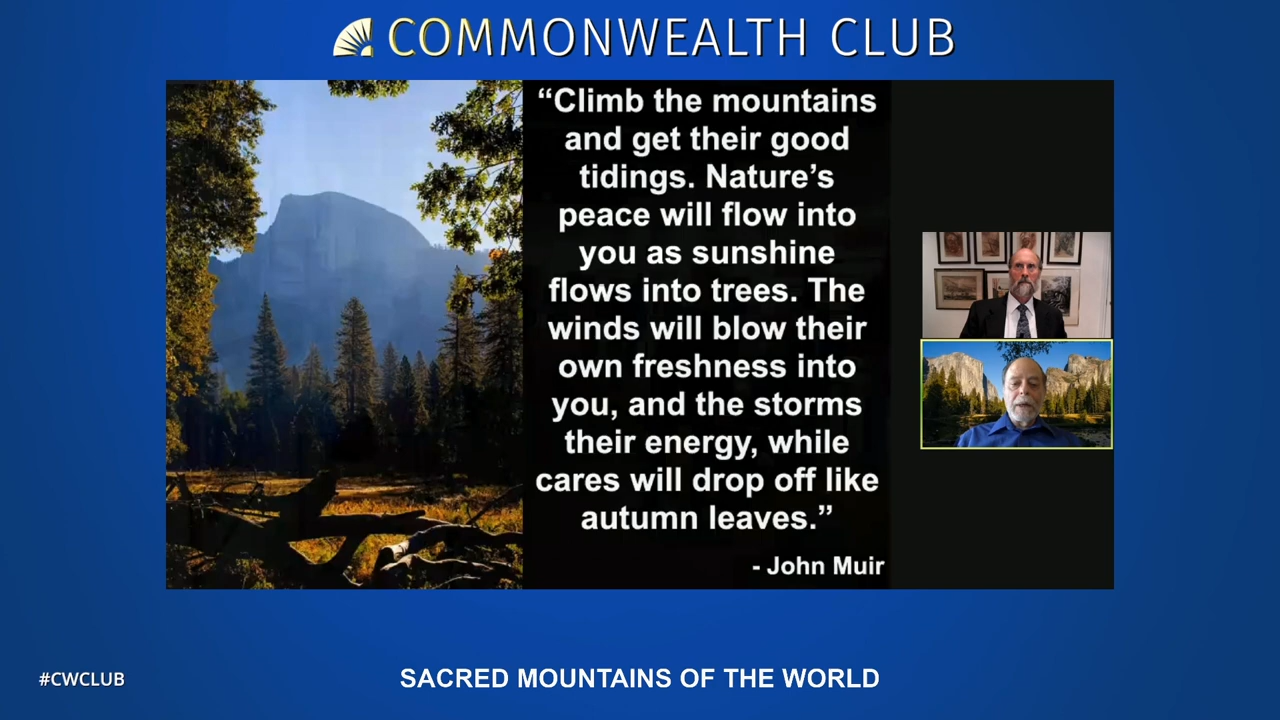 COMMONWEALTH CLUB
“Climb the mountains
and get their good
tidings. Nature’s
peace will flow into
you as sunshine
flows into trees. The
winds will blow their
own freshness into
you, and the storms
their energy, while
cares will drop off like
autumn leaves.”
- John Muir
#CWCLUB
SACRED MOUNTAINS OF THE WORLD